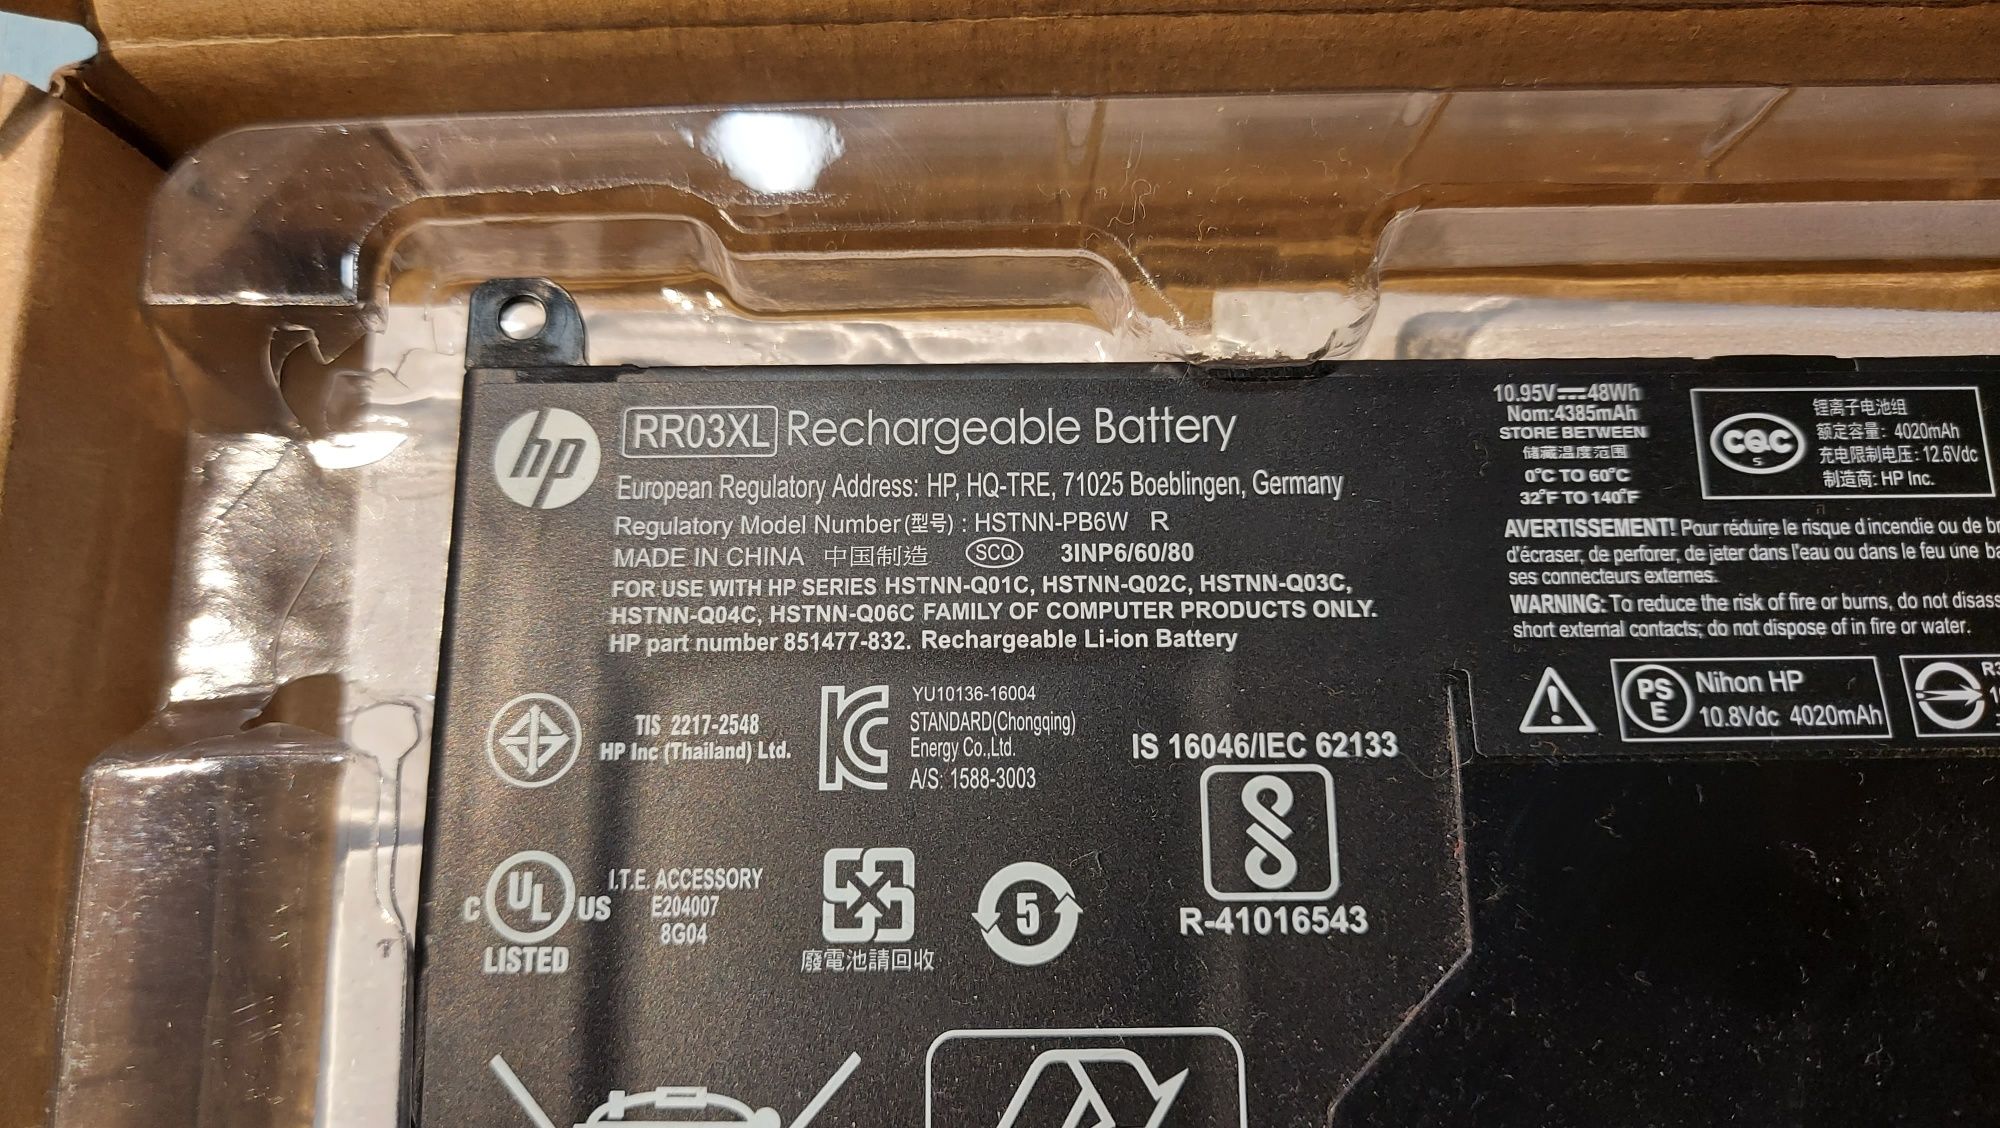 hp
RR03XL Rechargeable Battery
European Regulatory Address: HP, HQ-TRE, 71025 Boeblingen, Germany
Regulatory Model Number(型号) : HSTNN-PB6W R
MADE IN CHINA 中国制造 SCQ 3INP6/60/80
FOR USE WITH HP SERIES HSTNN-Q01C, HSTNN-Q02C, HSTNN-Q03C,
HSTNN-Q04C, HSTNN-Q06C FAMILY OF COMPUTER PRODUCTS ONLY.
HP part number 851477-832. Rechargeable Li-ion Battery
TIS 2217-2548
HP Inc (Thailand) Ltd.
YU10136-16004
STANDARD(Chongqing)
Energy Co.,Ltd.
A/S: 1588-3003
IS 16046/IEC 62133
R-41016543
C UL US
LISTED
I.T.E. ACCESSORY
E204007
8G04
廢電池請回收
5
10.95V⎓48Wh
Nom:4385mAh
STORE BETWEEN
储藏温度范围
0°C TO 60°C
32°F TO 140°F
CQC
S
锂离子电池组
额定容量: 4020mAh
充电限制电压: 12.6Vdc
制造商: HP Inc.
AVERTISSEMENT! Pour réduire le risque d'incendie ou de br
d'écraser, de perforer, de jeter dans l'eau ou dans le feu une ba
ses connecteurs externes.
WARNING: To reduce the risk of fire or burns, do not disass
short external contacts; do not dispose of in fire or water.
PS
E
Nihon HP
10.8Vdc 4020mAh
R3